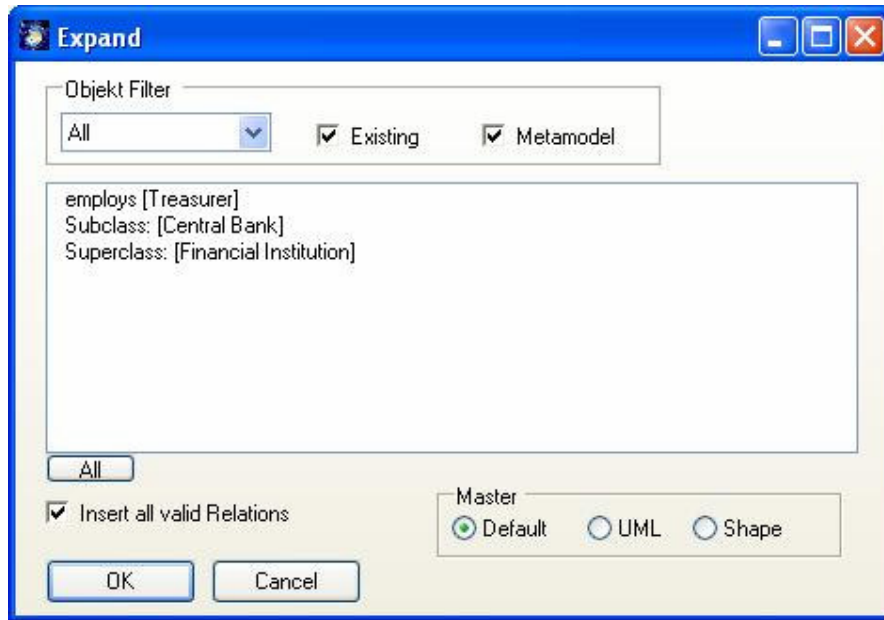 Expand
Objekt Filter
All
Existing
Metamodel
employs [Treasurer]
Subclass: [Central Bank]
Superclass: [Financial Institution]
All
Insert all valid Relations
Master
Default
UML
Shape
OK
Cancel